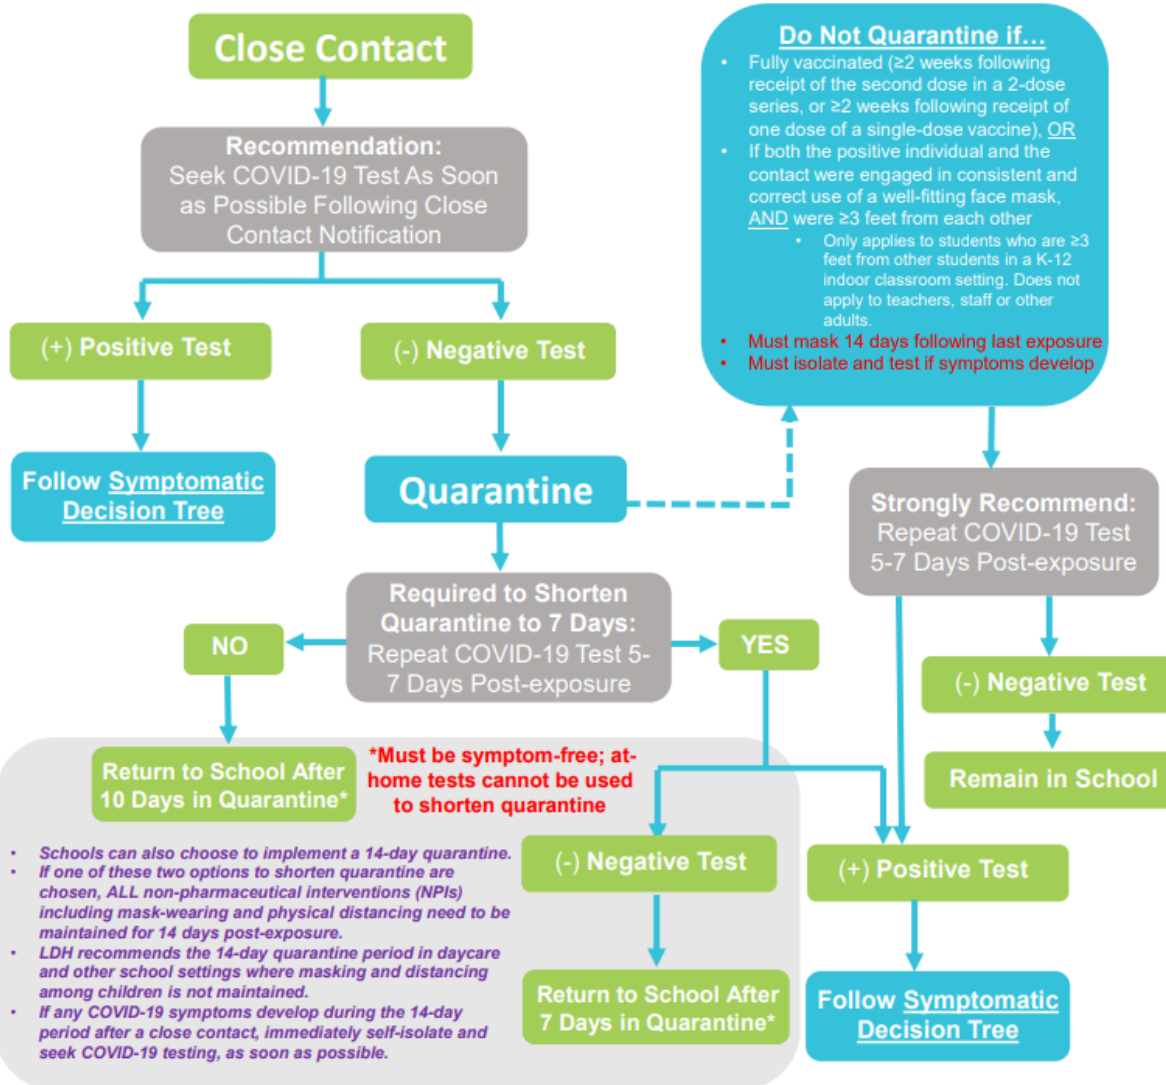 Close Contact
Recommendation:
Seek COVID-19 Test As Soon
as Possible Following Close
Contact Notification
(+) Positive Test
(-) Negative Test
Follow Symptomatic
Decision Tree
Quarantine
Do Not Quarantine if…
• Fully vaccinated (≥2 weeks following
receipt of the second dose in a 2-dose
series, or ≥2 weeks following receipt of
one dose of a single-dose vaccine), OR
• If both the positive individual and the
contact were engaged in consistent and
correct use of a well-fitting face mask,
AND were ≥3 feet from each other
• Only applies to students who are ≥3
feet from other students in a K-12
indoor classroom setting. Does not
apply to teachers, staff or other
adults.
• Must mask 14 days following last exposure
• Must isolate and test if symptoms develop
Strongly Recommend:
Repeat COVID-19 Test
5-7 Days Post-exposure
Required to Shorten
Quarantine to 7 Days:
Repeat COVID-19 Test 5-
7 Days Post-exposure
NO
YES
(-) Negative Test
Remain in School
Return to School After
10 Days in Quarantine*
*Must be symptom-free; at-
home tests cannot be used
to shorten quarantine
• Schools can also choose to implement a 14-day quarantine.
• If one of these two options to shorten quarantine are
chosen, ALL non-pharmaceutical interventions (NPIs)
including mask-wearing and physical distancing need to be
maintained for 14 days post-exposure.
• LDH recommends the 14-day quarantine period in daycare
and other school settings where masking and distancing
among children is not maintained.
• If any COVID-19 symptoms develop during the 14-day
period after a close contact, immediately self-isolate and
seek COVID-19 testing, as soon as possible.
(-) Negative Test
(+) Positive Test
Return to School After
7 Days in Quarantine*
Follow Symptomatic
Decision Tree